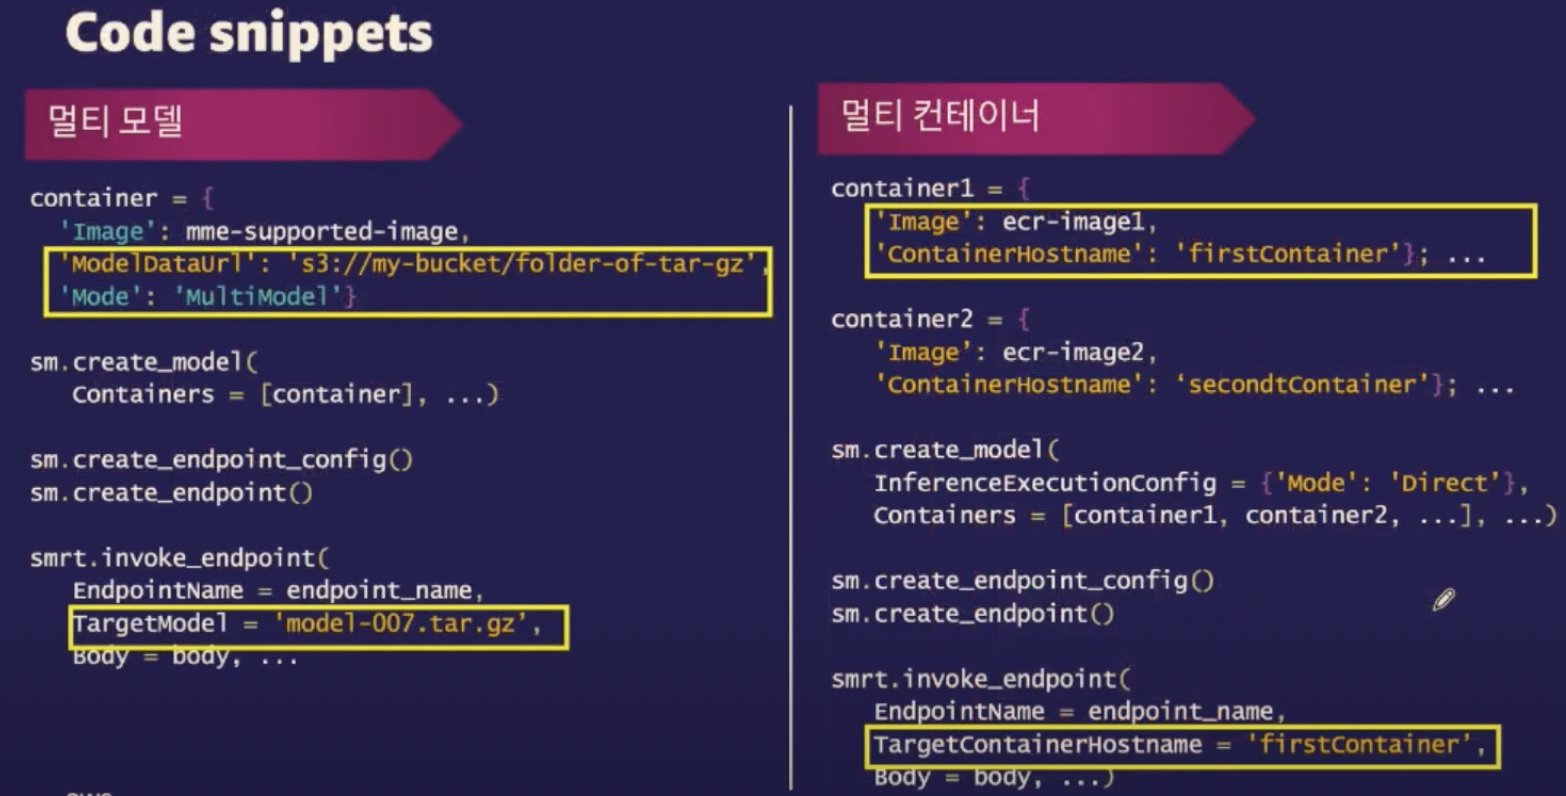 Code snippets
멀티 모델
container = {
'Image': mme-supported-image,
'ModelDataUrl': 's3://my-bucket/folder-of-tar-gz',
'Mode': 'MultiModel'}
sm.create_model(
Containers = [container], ...)
sm.create_endpoint_config()
sm.create_endpoint()
smrt.invoke_endpoint(
EndpointName = endpoint_name,
TargetModel = 'model-007.tar.gz',
Body = body, ...
aws
멀티 컨테이너
container1 = {
'Image': ecr-image1,
'ContainerHostname': 'firstContainer'}; ...
container2 = {
'Image': ecr-image2,
'ContainerHostname': ‘secondtContainer'}; ...
sm.create_model(
InferenceExecutionConfig = {'Mode': 'Direct'},
Containers = [container1, container2, ...], ...)
sm.create_endpoint_config()
sm.create_endpoint()
smrt.invoke_endpoint(
EndpointName = endpoint_name,
TargetContainerHostname = 'firstContainer',
Body = body, ...)